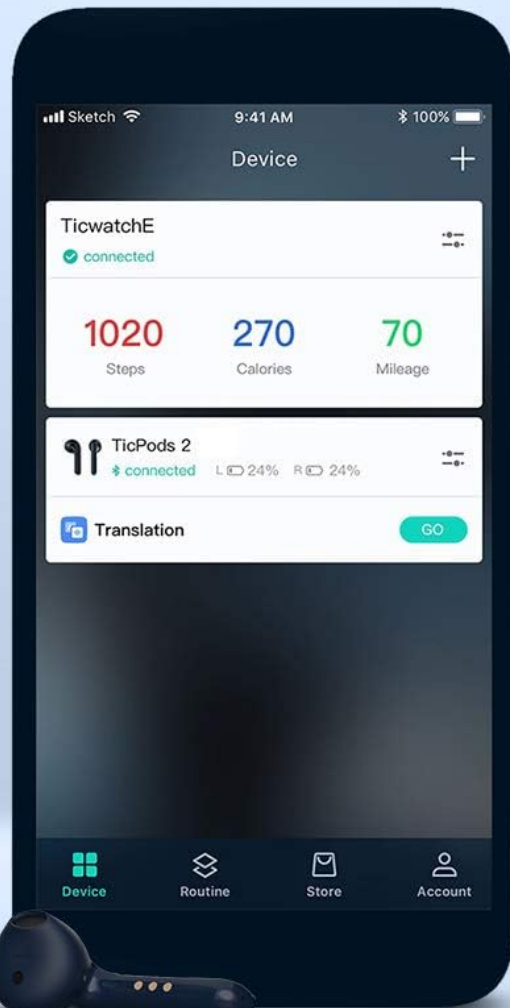 Sketch 9:41 AM 100%
Device +
TicwatchE
connected
1020 270 70
Steps Calories Mileage
TicPods 2
connected L 24% R 24%
Translation GO
Device Routine Store Account